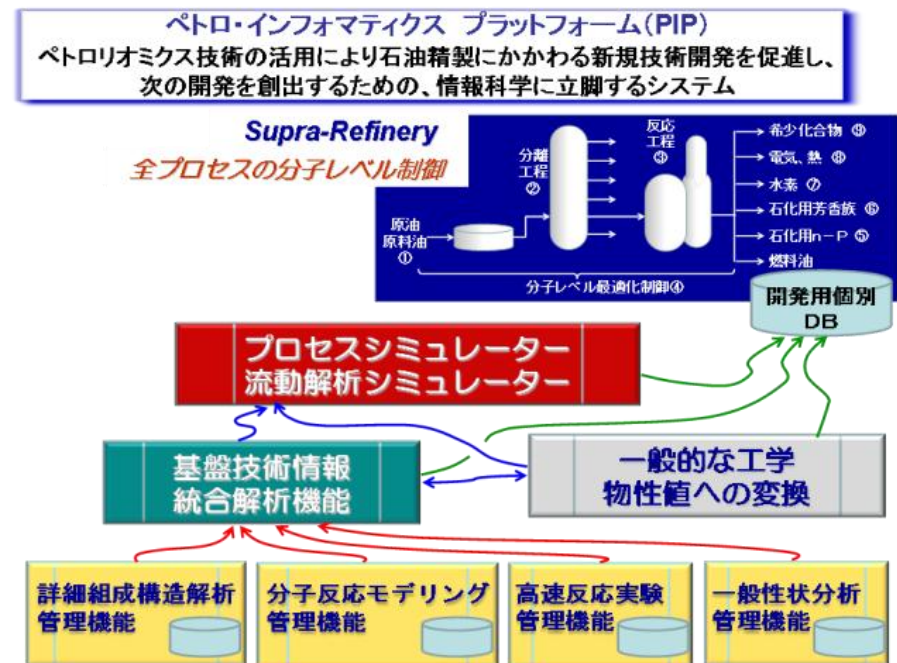 ペトロ・インフォマティクス プラットフォーム(PIP)
ペトロリオミクス技術の活用により石油精製にかかわる新規技術開発を促進し、
次の開発を創出するための、情報科学に立脚するシステム
Supra-Refinery
全プロセスの分子レベル制御
原油
原料油
①
分離
工程
②
反応
工程
③
希少化合物 ⑨
電気、熱 ⑧
水素 ⑦
石化用芳香族 ⑥
石化用n-P ⑤
燃料油
分子レベル最適化制御④
開発用個別
DB
プロセスシミュレーター
流動解析シミュレーター
基盤技術情報
統合解析機能
一般的な工学
物性値への変換
詳細組成構造解析
管理機能
分子反応モデリング
管理機能
高速反応実験
管理機能
一般性状分析
管理機能